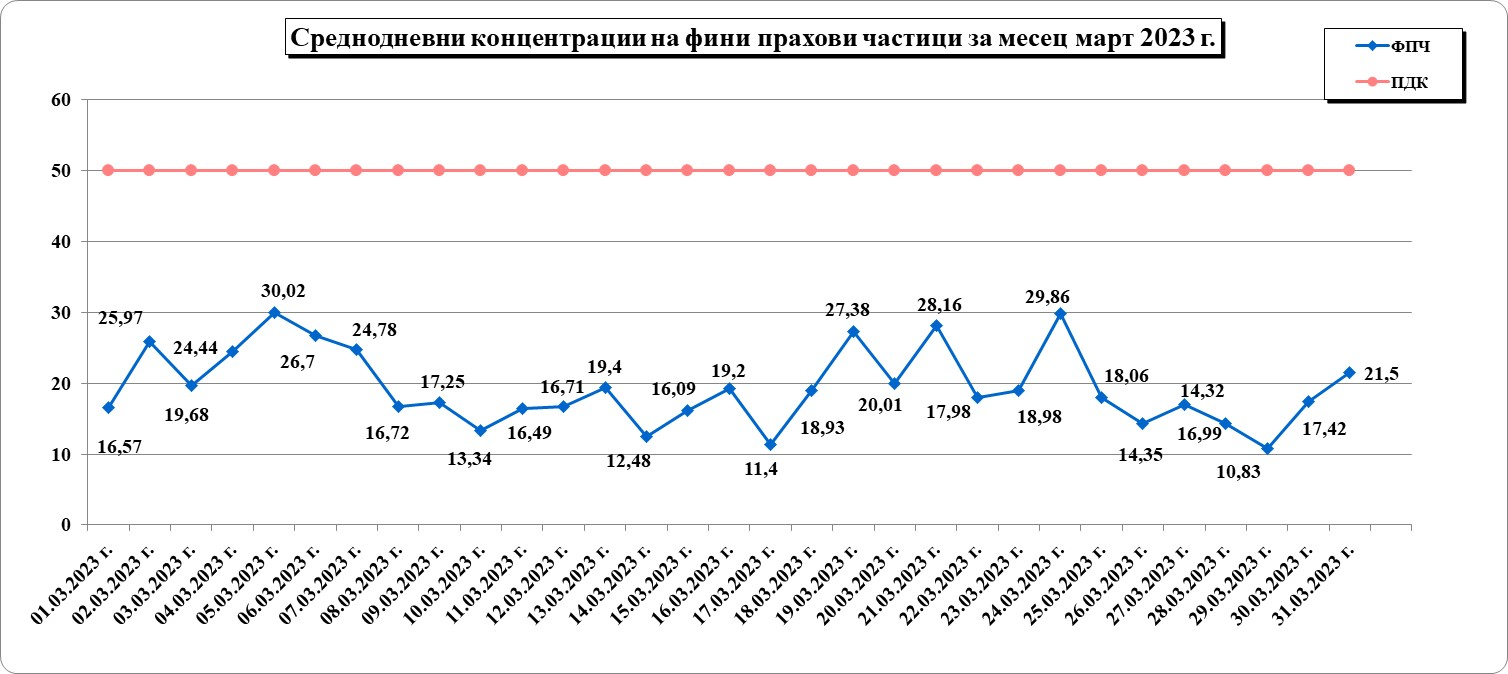 Среднодневни концентрации на фини прахови частици за месец март 2023 г.
ФПЧ
ПДК
60
50
40
30
20
10
0
16,57
25,97
19,68
24,44
30,02
26,7
24,78
16,72
17,25
13,34
16,49
16,71
19,4
12,48
16,09
19,2
11,4
18,93
27,38
20,01
28,16
17,98
18,98
29,86
18,06
14,35
16,99
14,32
10,83
17,42
21,5
01.03.2023 г.
02.03.2023 г.
03.03.2023 г.
04.03.2023 г.
05.03.2023 г.
06.03.2023 г.
07.03.2023 г.
08.03.2023 г.
09.03.2023 г.
10.03.2023 г.
11.03.2023 г.
12.03.2023 г.
13.03.2023 г.
14.03.2023 г.
15.03.2023 г.
16.03.2023 г.
17.03.2023 г.
18.03.2023 г.
19.03.2023 г.
20.03.2023 г.
21.03.2023 г.
22.03.2023 г.
23.03.2023 г.
24.03.2023 г.
25.03.2023 г.
26.03.2023 г.
27.03.2023 г.
28.03.2023 г.
29.03.2023 г.
30.03.2023 г.
31.03.2023 г.